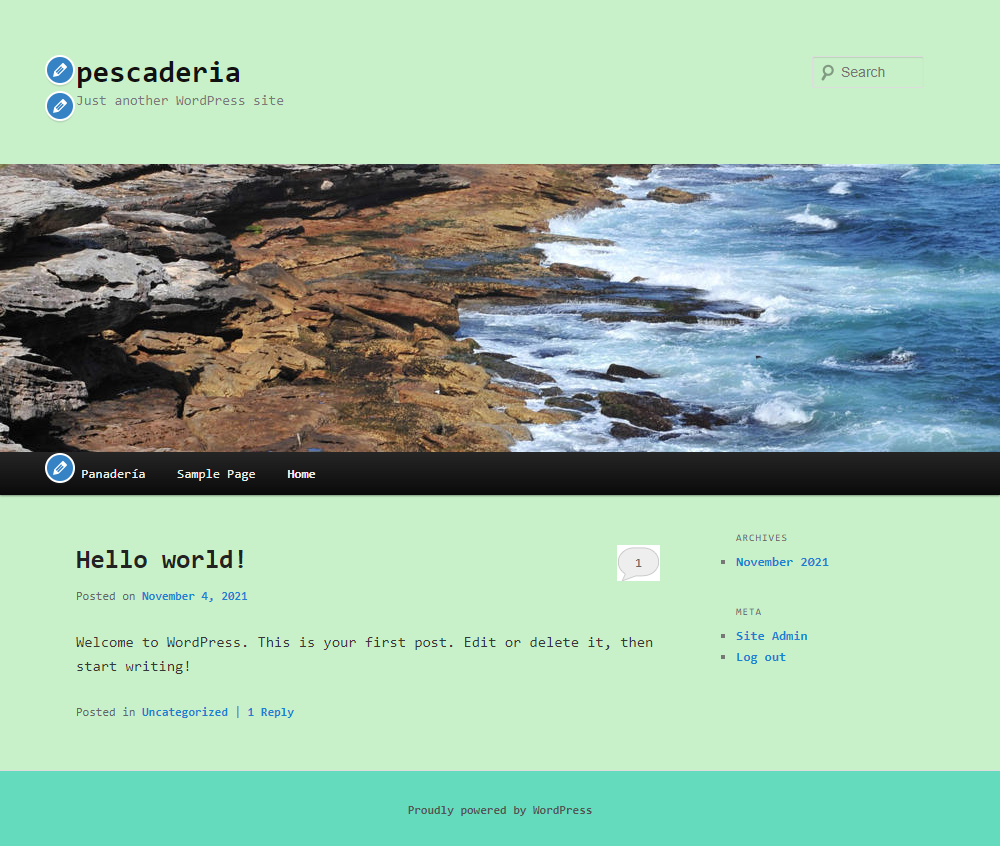 pescaderia
Just another WordPress site
Search
Panadería Sample Page Home
Hello world!
1
Posted on November 4, 2021
Welcome to WordPress. This is your first post. Edit or delete it, then
start writing!
Posted in Uncategorized | 1 Reply
ARCHIVES
November 2021
META
Site Admin
Log out
Proudly powered by WordPress